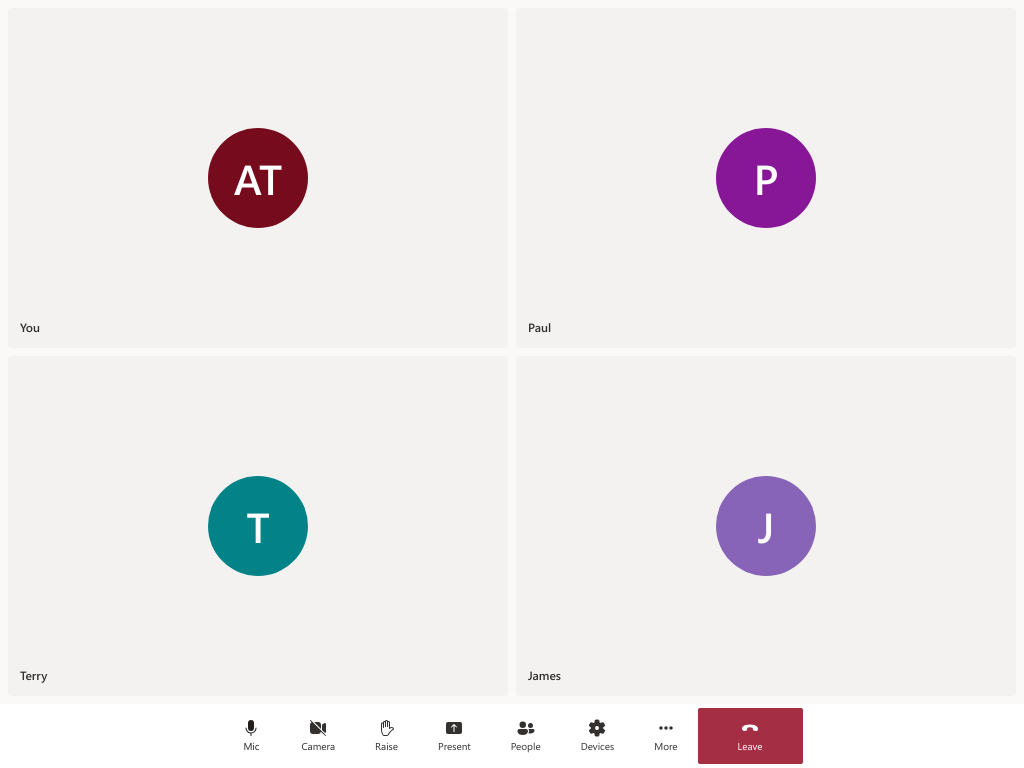 AT
You
P
Paul
T
Terry
J
James
Mic
Camera
Raise
Present
People
Devices
More
Leave